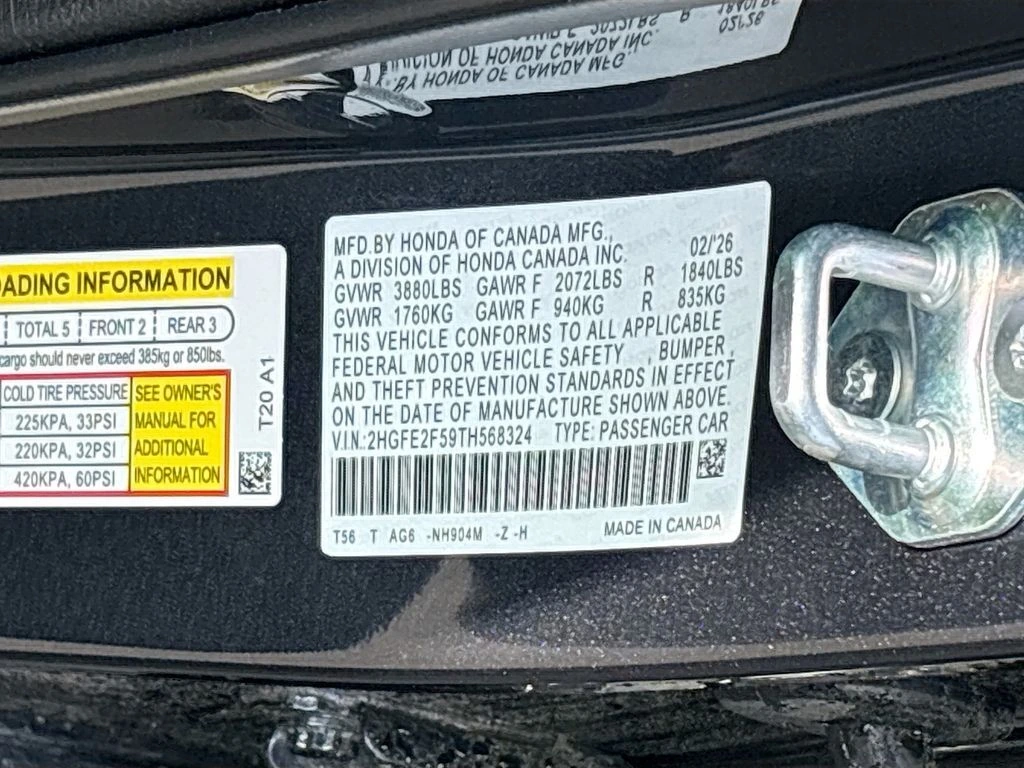 OADING INFORMATION
TOTAL 5 FRONT 2 REAR 3
cargo should never exceed 385kg or 850lbs.
COLD TIRE PRESSURE
225KPA, 33PSI
220KPA, 32PSI
420KPA, 60PSI
SEE OWNER'S
MANUAL FOR
ADDITIONAL
INFORMATION
T20 A1
MFD.BY HONDA OF CANADA MFG.,
A DIVISION OF HONDA CANADA INC. 02/'26
GVWR 3880LBS GAWR F 2072LBS R 1840LBS
GVWR 1760KG GAWR F 940KG R 835KG
THIS VEHICLE CONFORMS TO ALL APPLICABLE
FEDERAL MOTOR VEHICLE SAFETY , BUMPER,
AND THEFT PREVENTION STANDARDS IN EFFECT
ON THE DATE OF MANUFACTURE SHOWN ABOVE.
V.I.N.:2HGFE2F59TH568324 TYPE: PASSENGER CAR
T56 T AG6 -NH904M -Z -H MADE IN CANADA